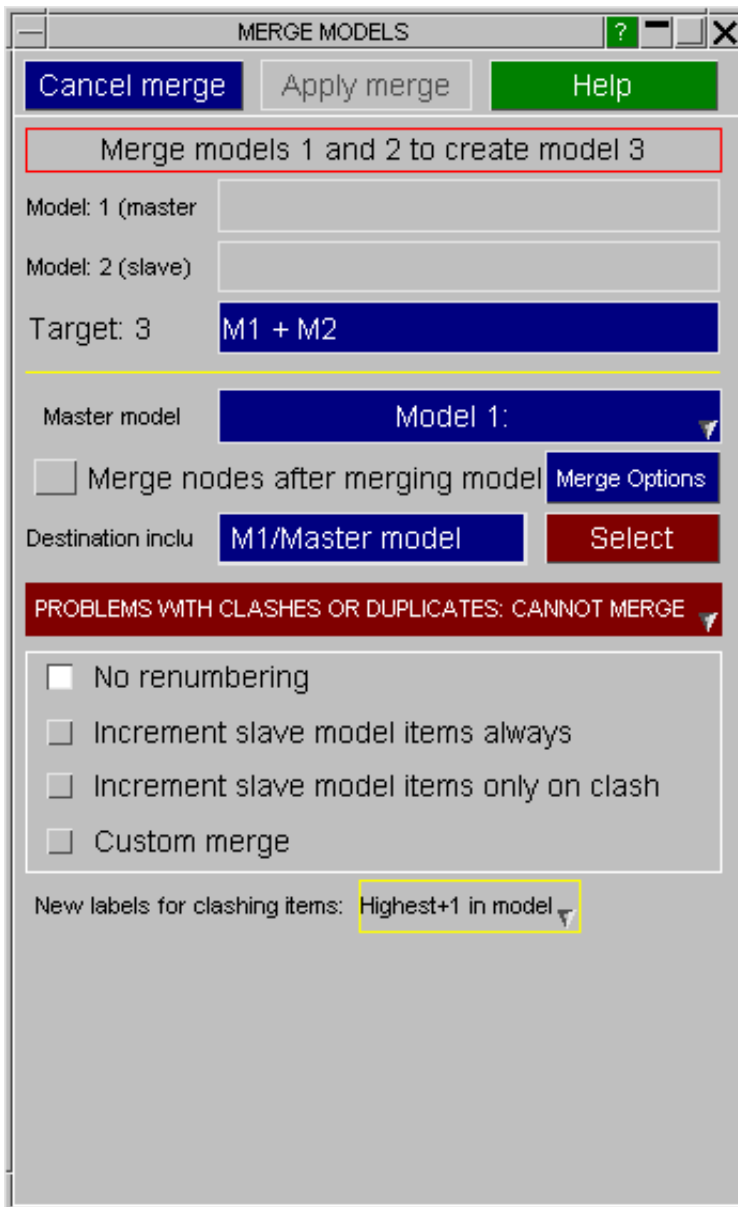 MERGE MODELS ?
Cancel merge Apply merge Help
Merge models 1 and 2 to create model 3
Model: 1 (master
Model: 2 (slave)
Target: 3 M1 + M2
Master model Model 1:
Merge nodes after merging model Merge Options
Destination inclu M1/Master model Select
PROBLEMS WITH CLASHES OR DUPLICATES: CANNOT MERGE
No renumbering
Increment slave model items always
Increment slave model items only on clash
Custom merge
New labels for clashing items: Highest+1 in model